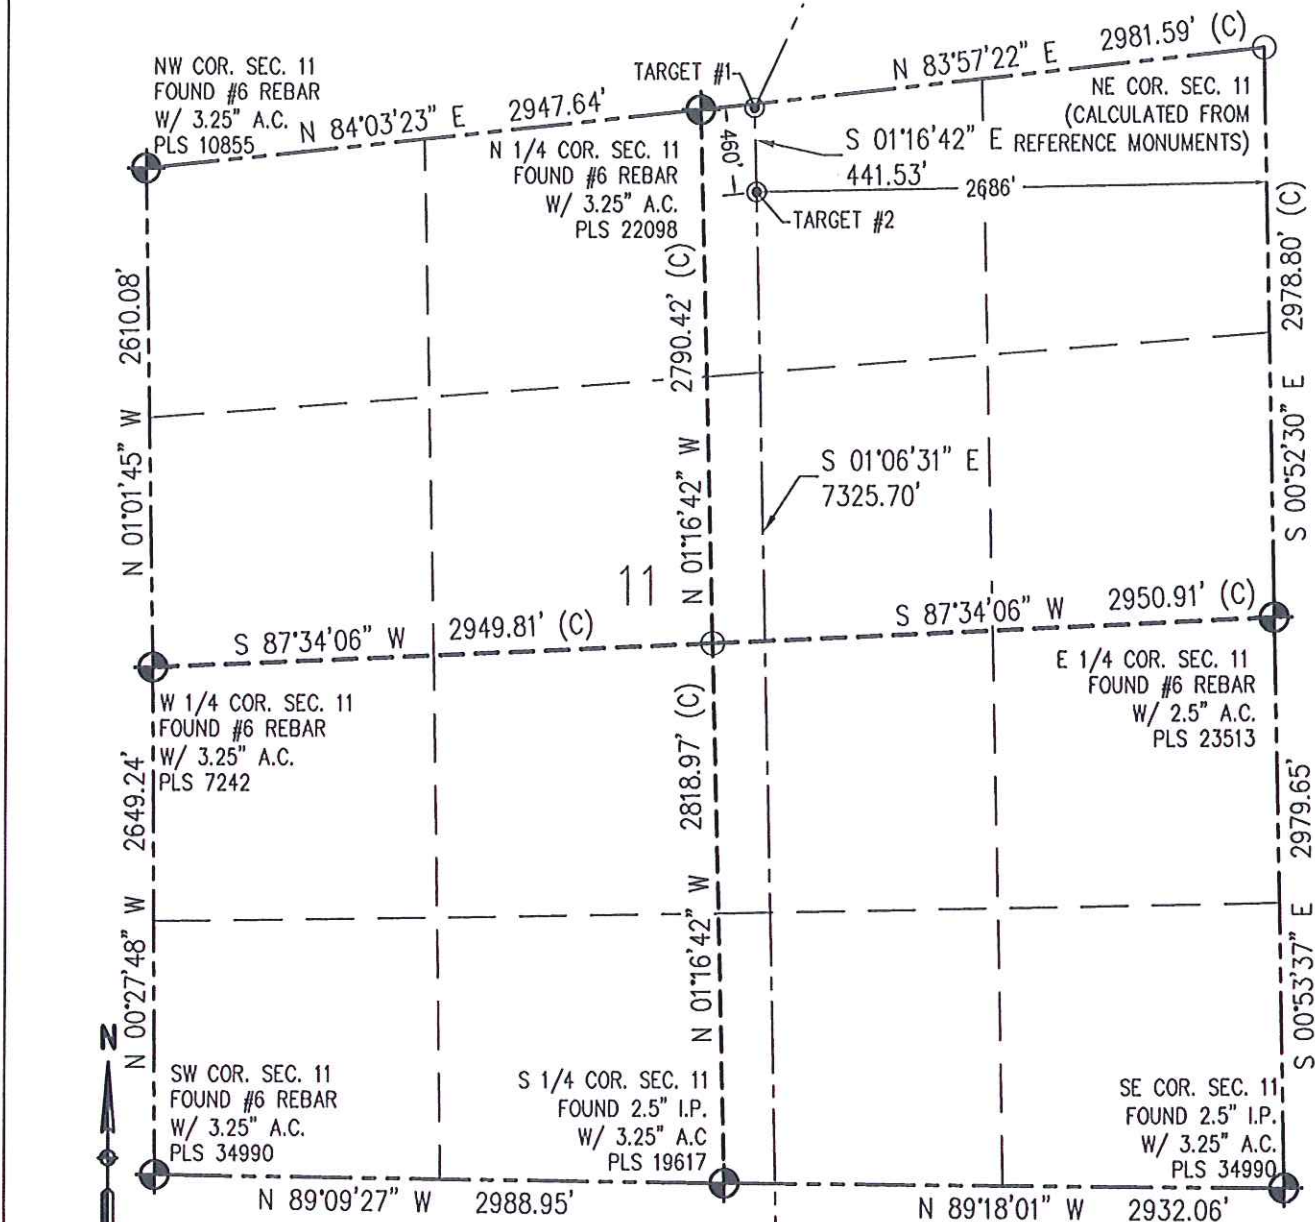 NW COR. SEC. 11
FOUND #6 REBAR
W/ 3.25" A.C.
PLS 10855
N 84°03'23" E 2947.64'
TARGET #1
N 83°57'22" E 2981.59' (C)
NE COR. SEC. 11
(CALCULATED FROM
REFERENCE MONUMENTS)
N 1/4 COR. SEC. 11
FOUND #6 REBAR
W/ 3.25" A.C.
PLS 22098
460'
S 01°16'42" E
441.53'
2686'
TARGET #2
N 01°01'45" W 2610.08'
N 01°16'42" W 2790.42' (C)
S 00°52'30" E 2978.80' (C)
S 01°06'31" E
7325.70'
11
S 87°34'06" W 2949.81' (C)
S 87°34'06" W 2950.91' (C)
W 1/4 COR. SEC. 11
FOUND #6 REBAR
W/ 3.25" A.C.
PLS 7242
E 1/4 COR. SEC. 11
FOUND #6 REBAR
W/ 2.5" A.C.
PLS 23513
N 00°27'48" W 2649.24'
N 01°16'42" W 2818.97' (C)
S 00°53'37" E 2979.65'
N
SW COR. SEC. 11
FOUND #6 REBAR
W/ 3.25" A.C.
PLS 34990
S 1/4 COR. SEC. 11
FOUND 2.5" I.P.
W/ 3.25" A.C
PLS 19617
SE COR. SEC. 11
FOUND 2.5" I.P.
W/ 3.25" A.C.
PLS 34990
N 89°09'27" W 2988.95'
N 89°18'01" W 2932.06'